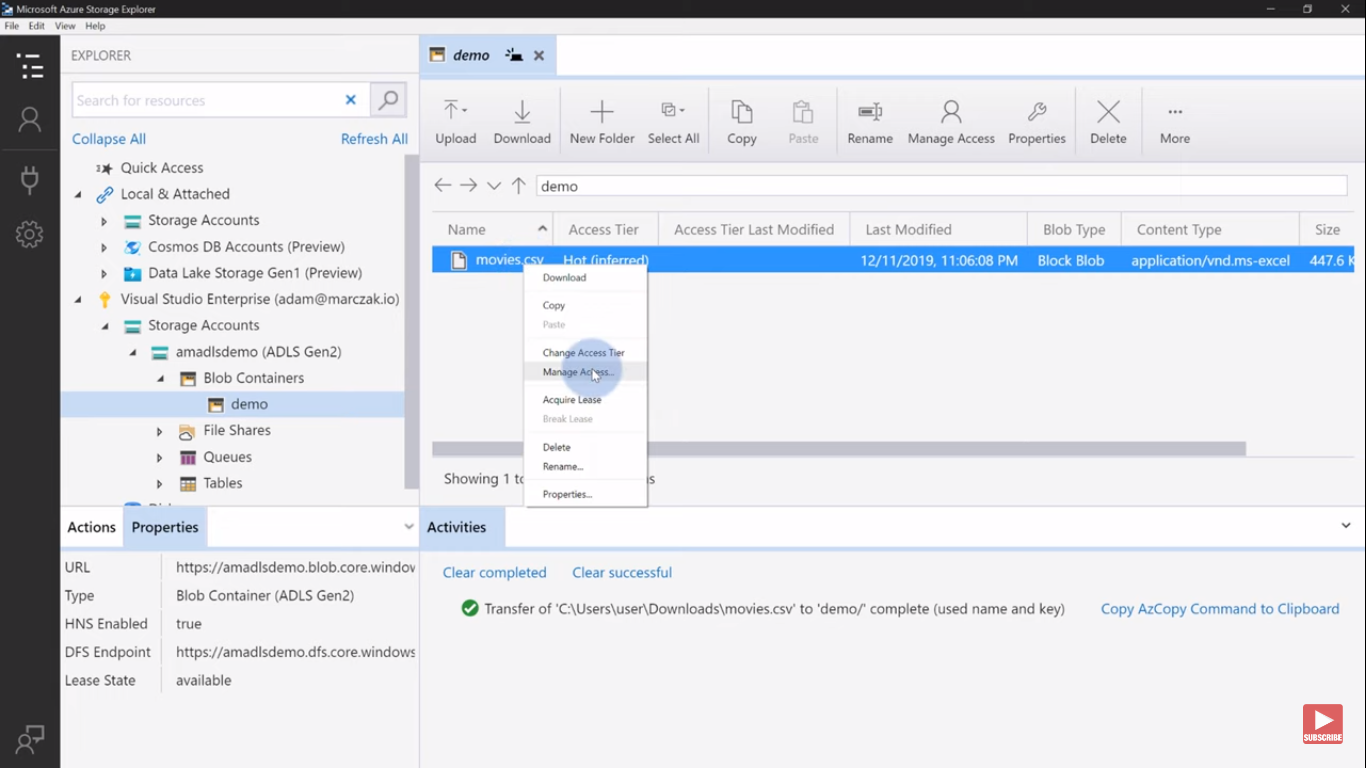 Microsoft Azure Storage Explorer
File Edit View Help
EXPLORER
Search for resources
Collapse All Refresh All
Quick Access
Local & Attached
Storage Accounts
Cosmos DB Accounts (Preview)
Data Lake Storage Gen1 (Preview)
Visual Studio Enterprise (adam@marczak.io)
Storage Accounts
amadlsdemo (ADLS Gen2)
Blob Containers
demo
File Shares
Queues
Tables
Actions Properties
URL https://amadlsdemo.blob.core.window
Type Blob Container (ADLS Gen2)
HNS Enabled true
DFS Endpoint https://amadlsdemo.dfs.core.windows
Lease State available
demo
Upload Download New Folder Select All Copy Paste Rename Manage Access Properties Delete More
demo
Name Access Tier Access Tier Last Modified Last Modified Blob Type Content Type Size
movies.csv Hot (inferred) 12/11/2019, 11:06:08 PM Block Blob application/vnd.ms-excel 447.6 K
Download
Copy
Paste
Change Access Tier
Manage Access...
Acquire Lease
Break Lease
Delete
Rename...
Properties...
Showing 1 to
Activities
Clear completed Clear successful
Transfer of 'C:\Users\user\Downloads\movies.csv' to 'demo/' complete (used name and key) Copy AzCopy Command to Clipboard
SUBSCRIBE